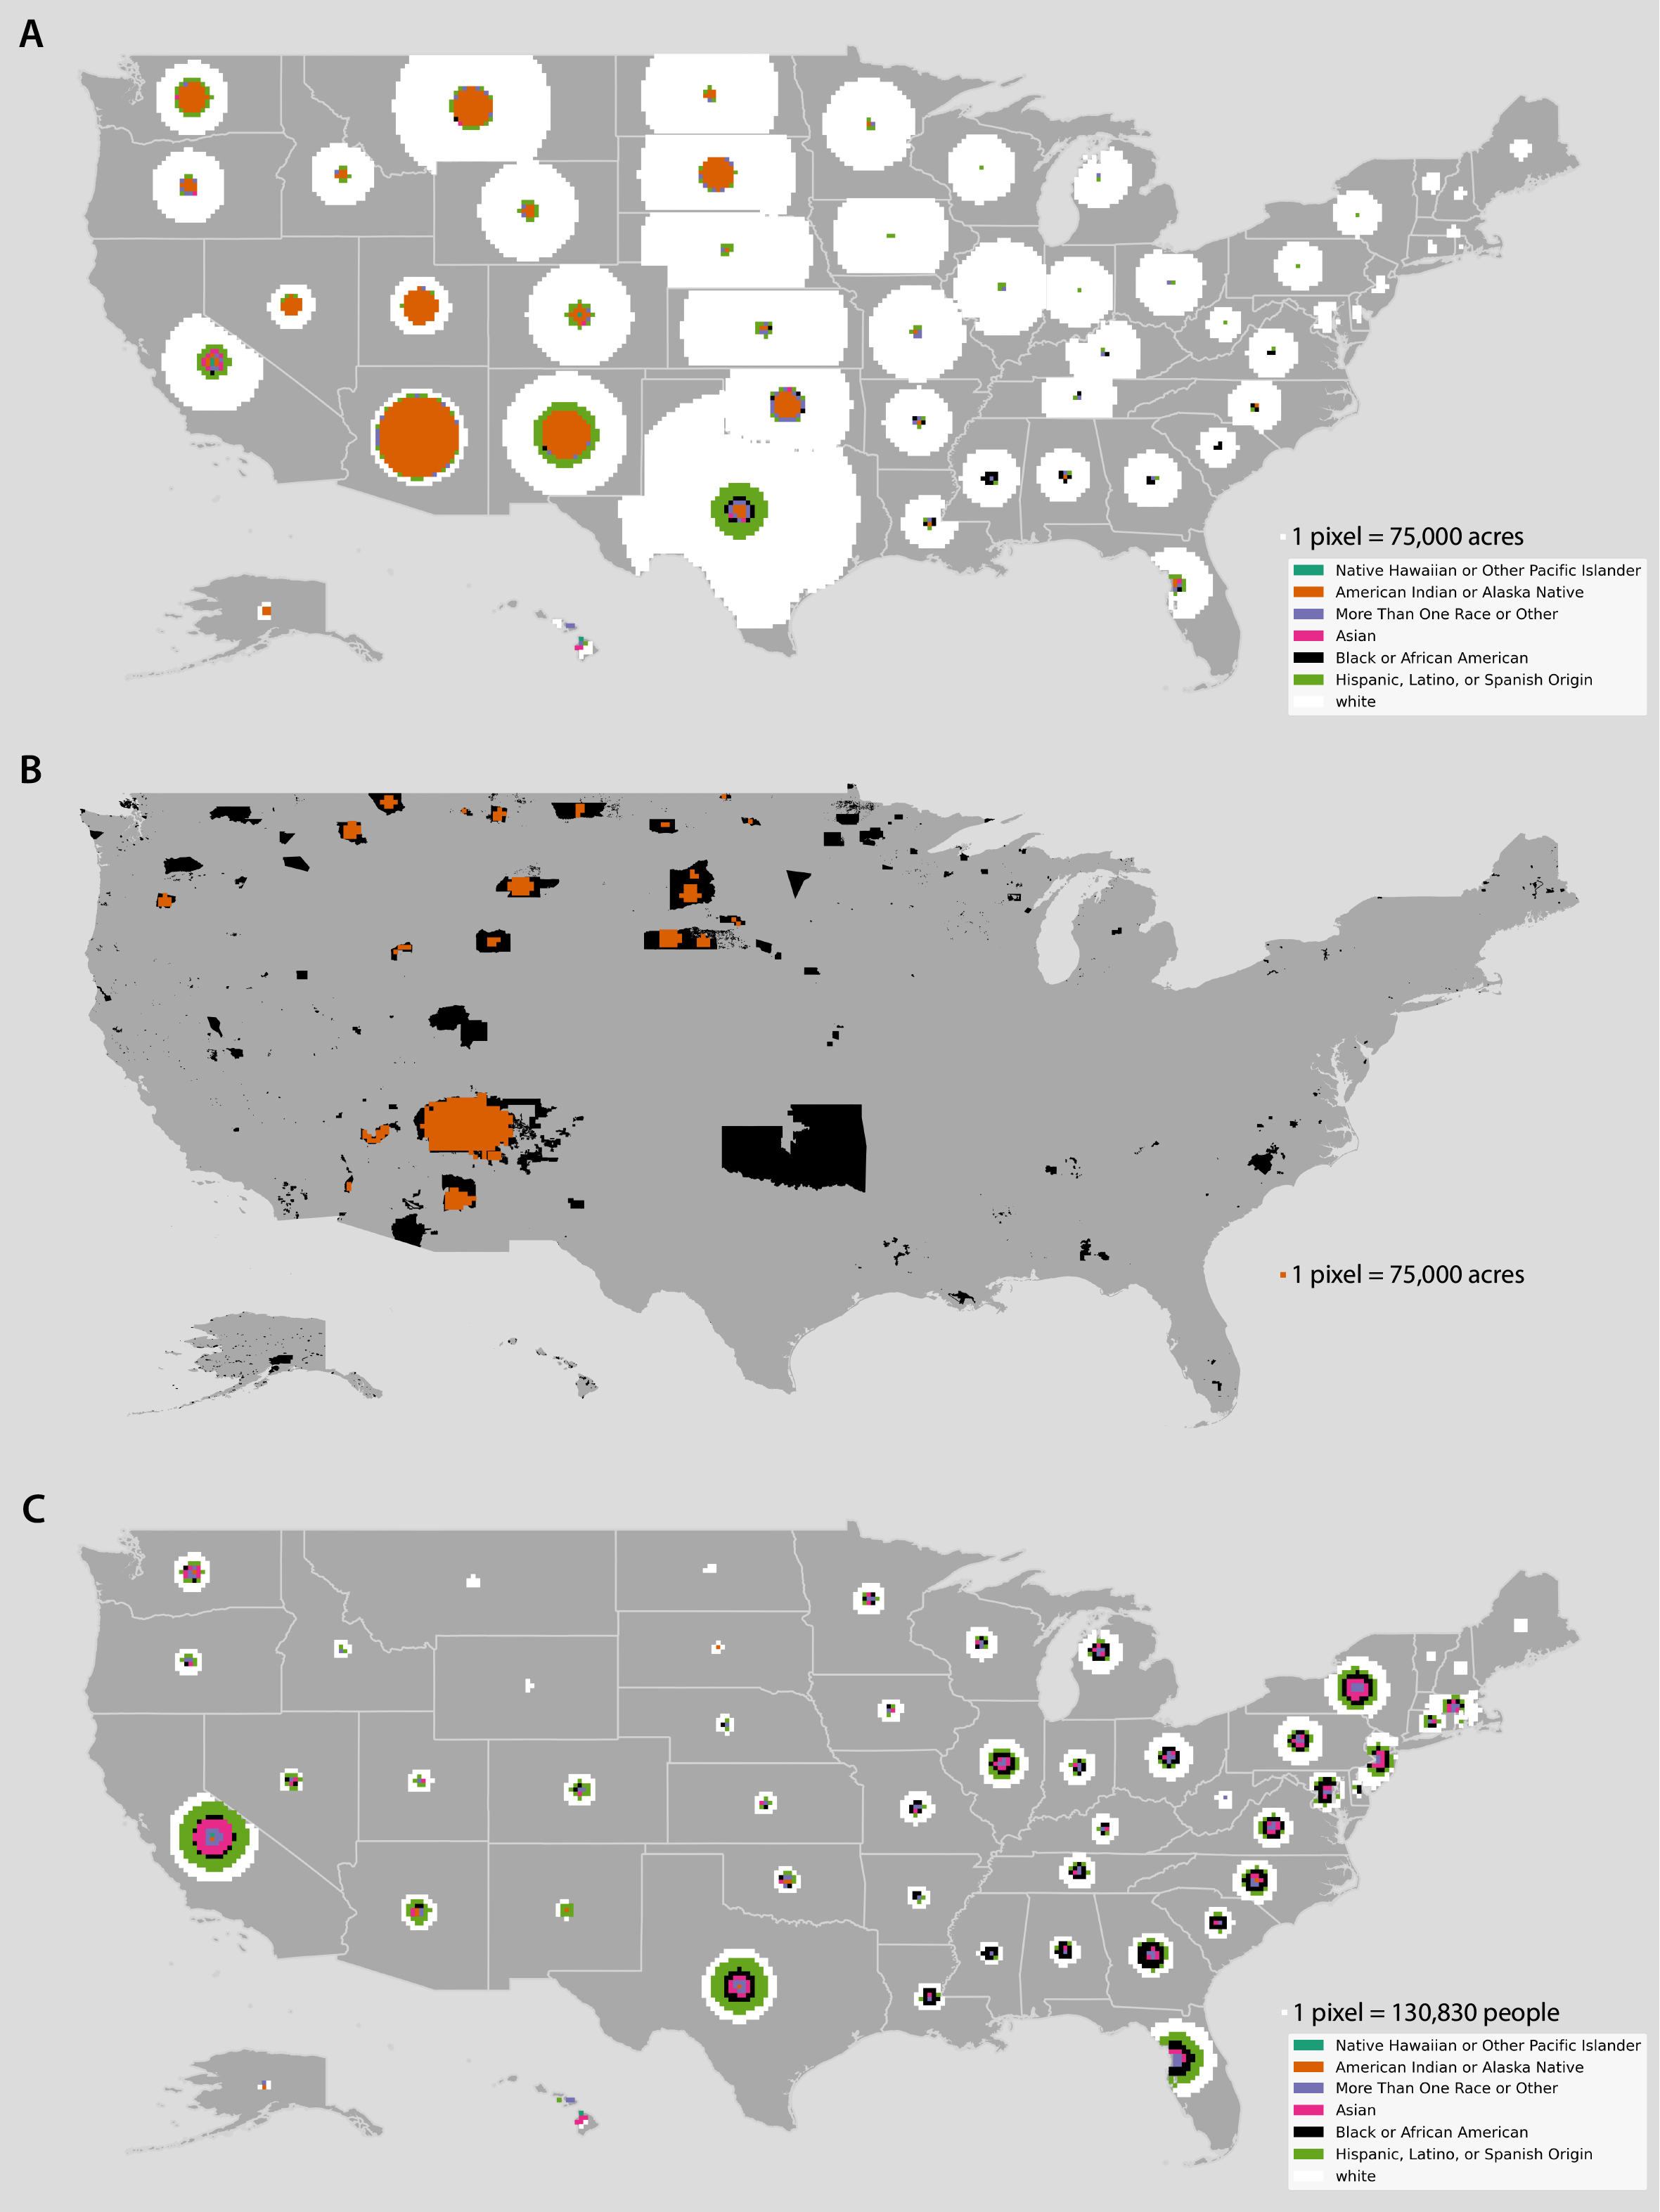 A
1 pixel = 75,000 acres
Native Hawaiian or Other Pacific Islander
American Indian or Alaska Native
More Than One Race or Other
Asian
Black or African American
Hispanic, Latino, or Spanish Origin
white
B
1 pixel = 75,000 acres
C
1 pixel = 130,830 people
Native Hawaiian or Other Pacific Islander
American Indian or Alaska Native
More Than One Race or Other
Asian
Black or African American
Hispanic, Latino, or Spanish Origin
white